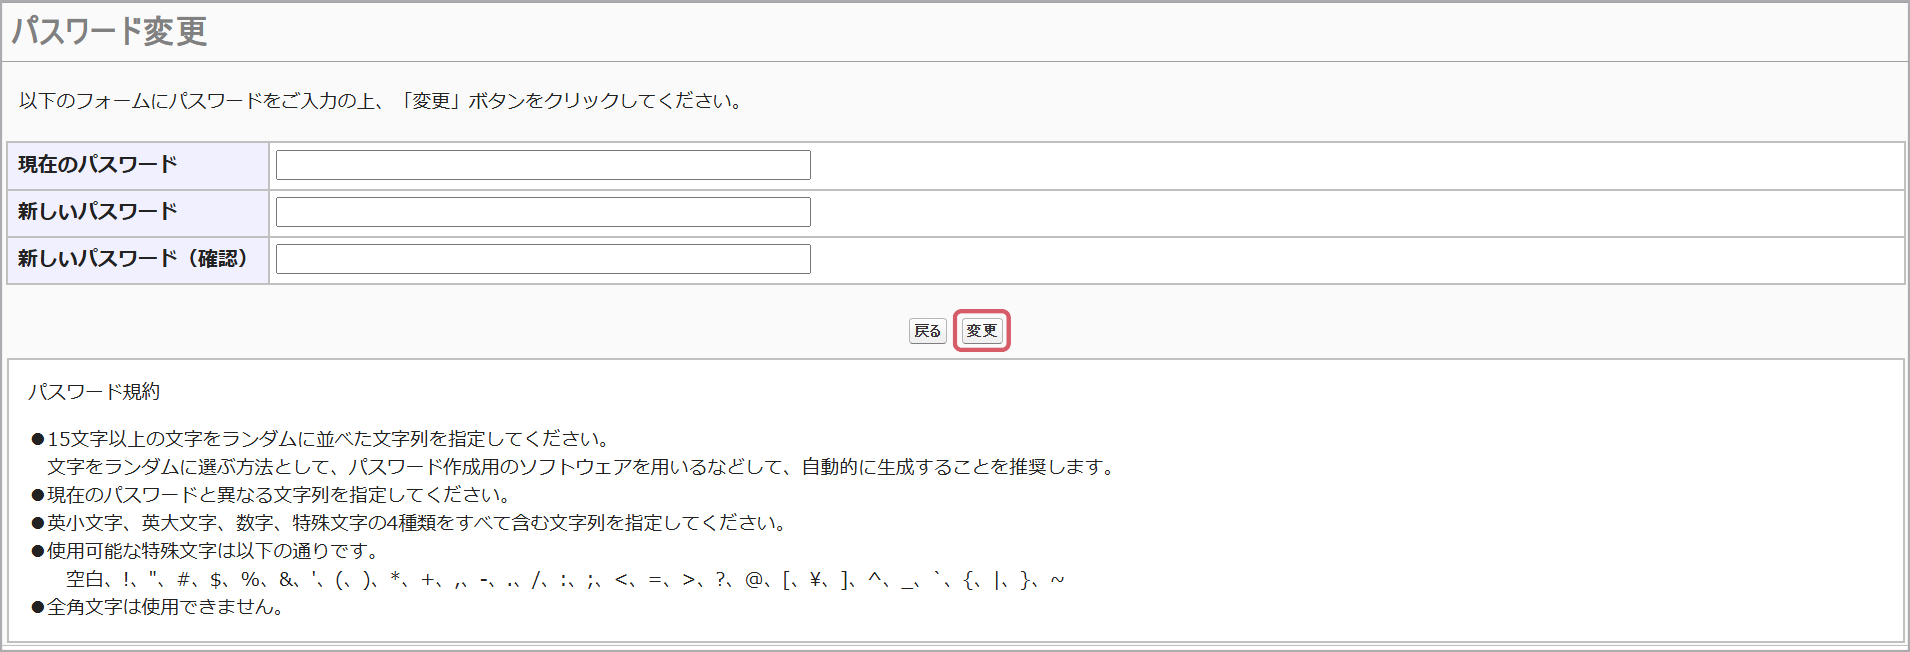 パスワード変更
以下のフォームにパスワードをご入力の上、「変更」ボタンをクリックしてください。
現在のパスワード
新しいパスワード
新しいパスワード（確認）
戻る 変更
パスワード規約
●15文字以上の文字をランダムに並べた文字列を指定してください。
文字をランダムに選ぶ方法として、パスワード作成用のソフトウェアを用いるなどして、自動的に生成することを推奨します。
●現在のパスワードと異なる文字列を指定してください。
●英小文字、英大文字、数字、特殊文字の4種類をすべて含む文字列を指定してください。
●使用可能な特殊文字は以下の通りです。
空白、!、"、#、$、%、&、'、(、)、*、+、,、-、.、/、:、;、<、=、>、?、@、[、¥、]、^、_、`、{、|、}、~
●全角文字は使用できません。